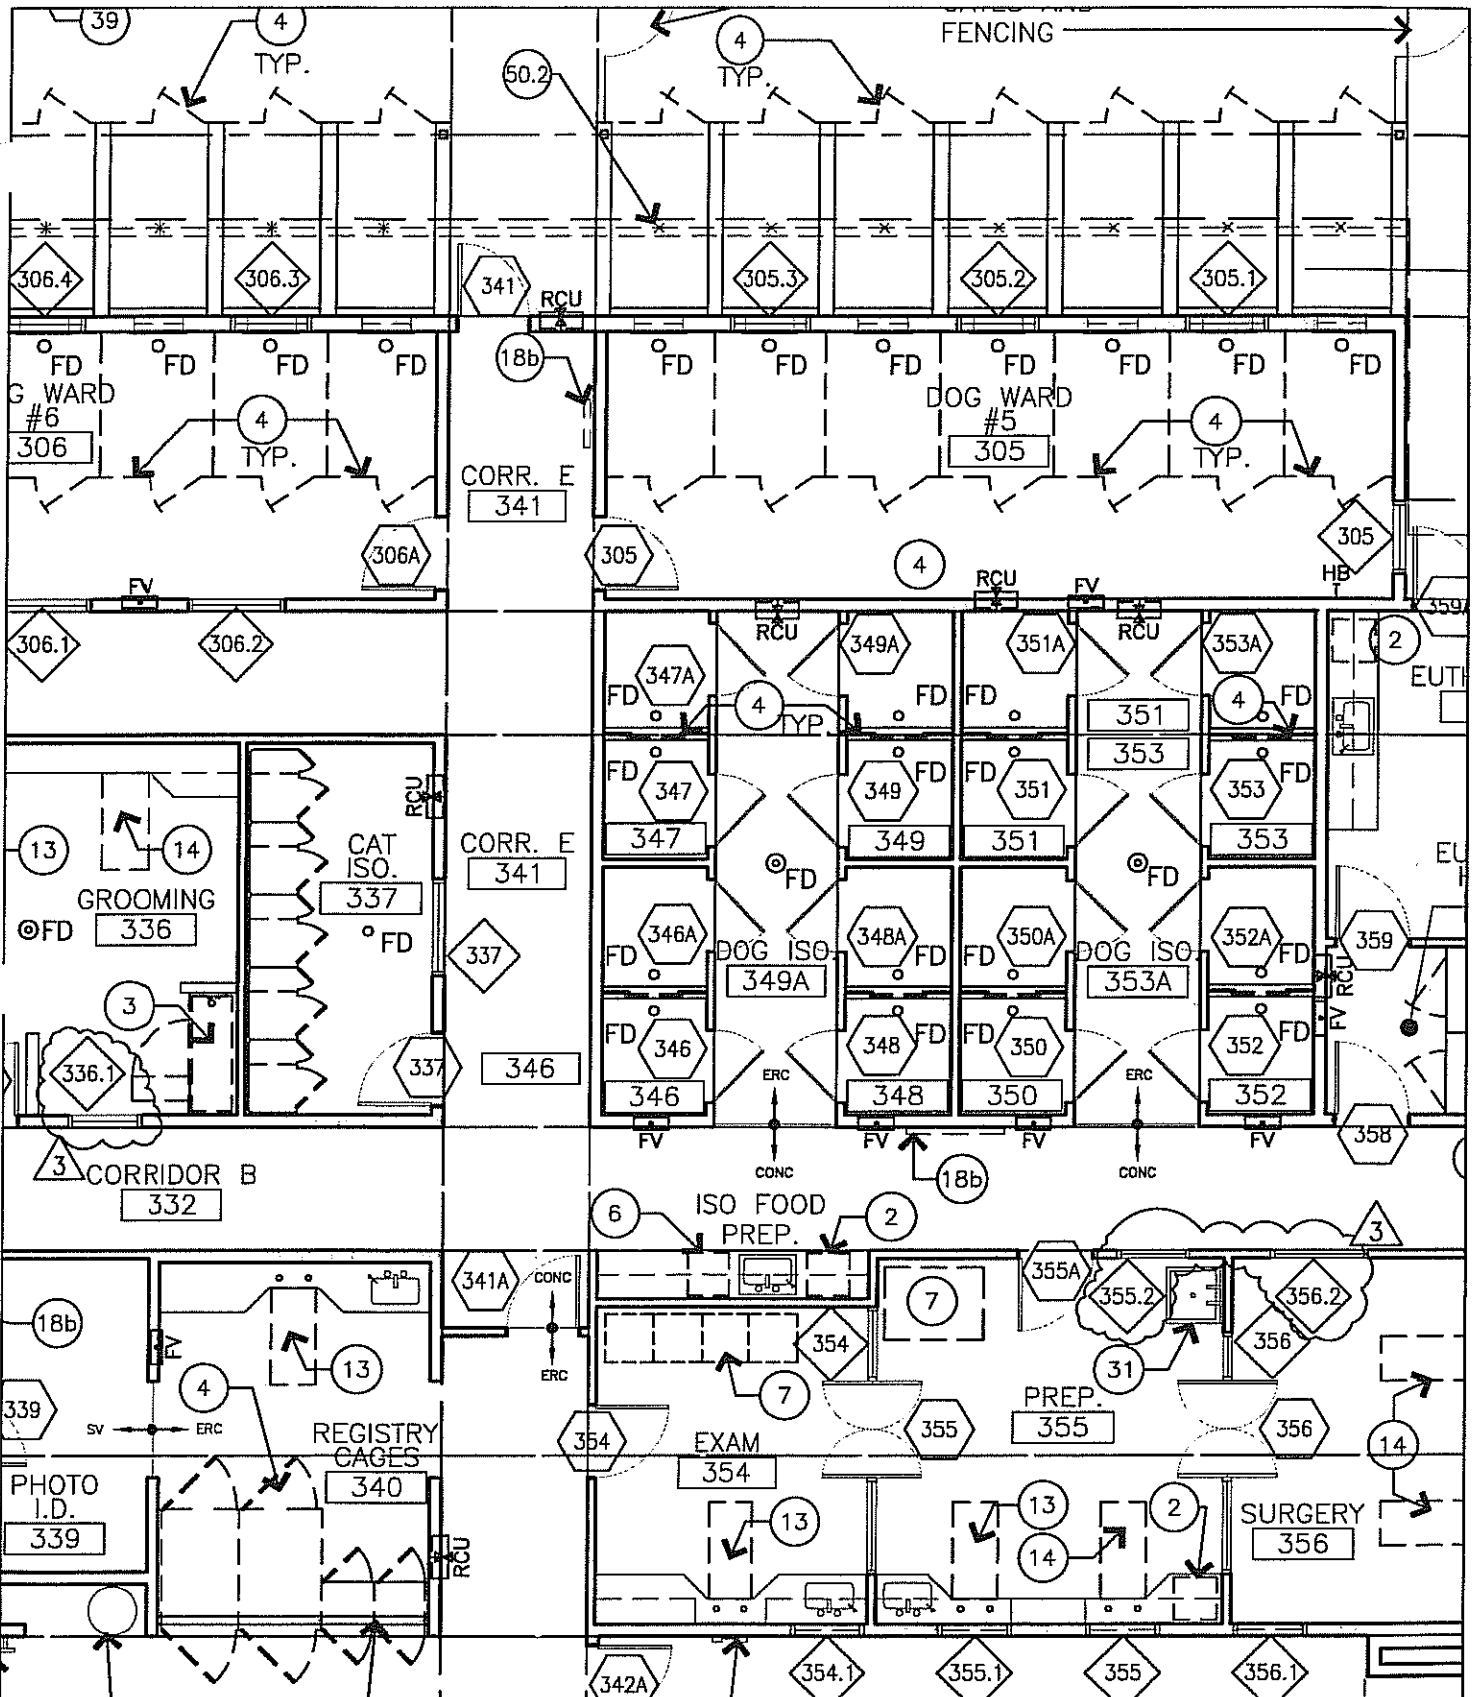 39
4
TYP.
50.2
4
TYP.
FENCING
306.4
306.3
341
RCU
305.3
305.2
305.1
18b
FD
FD
FD
FD
FD
FD
FD
FD
FD
FD
FD
G WARD
#6
306
4
TYP.
DOG WARD
#5
305
4
TYP.
CORR. E
341
306A
305
4
305
HB
FV
RCU
FV
306.1
306.2
RCU
RCU
359A
347A
349A
351A
353A
2
FD
4
TYP
FD
FD
351
4
FD
EUTH
353
FD
347
349
FD
FD
351
353
FD
347
349
351
353
RCU
13
14
CAT
ISO.
337
CORR. E
341
FD
FD
GROOMING
336
FD
FD
337
346A
348A
350A
352A
359
FD
DOG ISO
349A
FD
FD
DOG ISO
353A
FD
RCU
FV
3
336.1
337
346
FD
346
348
FD
FD
350
352
FD
346
348
350
352
ERC
ERC
FV
FV
FV
FV
358
3
CORRIDOR B
332
CONC
18b
CONC
6
ISO FOOD
PREP.
2
3
341A
CONC
355A
18b
FV
13
7
354
7
355.2
356.2
356
ERC
31
4
7
339
SV
ERC
REGISTRY
CAGES
340
354
EXAM
354
355
PREP.
355
356
14
PHOTO
I.D.
339
13
13
14
2
SURGERY
356
RCU
342A
354.1
355.1
355
356.1